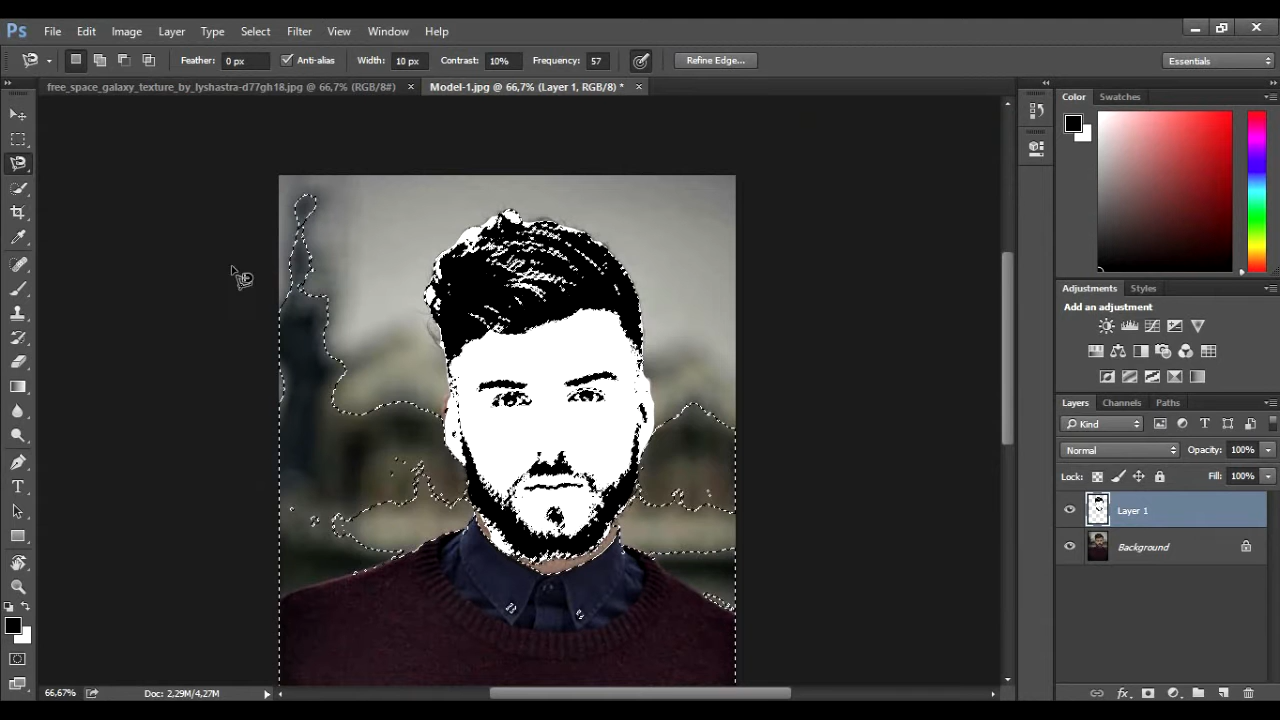 Ps File Edit Image Layer Type Select Filter View Window Help
Feather: 0 px Anti-alias Width: 10 px Contrast: 10% Frequency: 57 Refine Edge... Essentials
free_space_galaxy_texture_by_lyshastra-d77gh18.jpg @ 66,7% (RGB/8#) × Model-1.jpg @ 66,7% (Layer 1, RGB/8) * ×
Color Swatches
Adjustments Styles
Add an adjustment
Layers Channels Paths
Kind
Normal Opacity: 100%
Lock: Fill: 100%
Layer 1
Background
66,67% Doc: 2,29M/4,27M